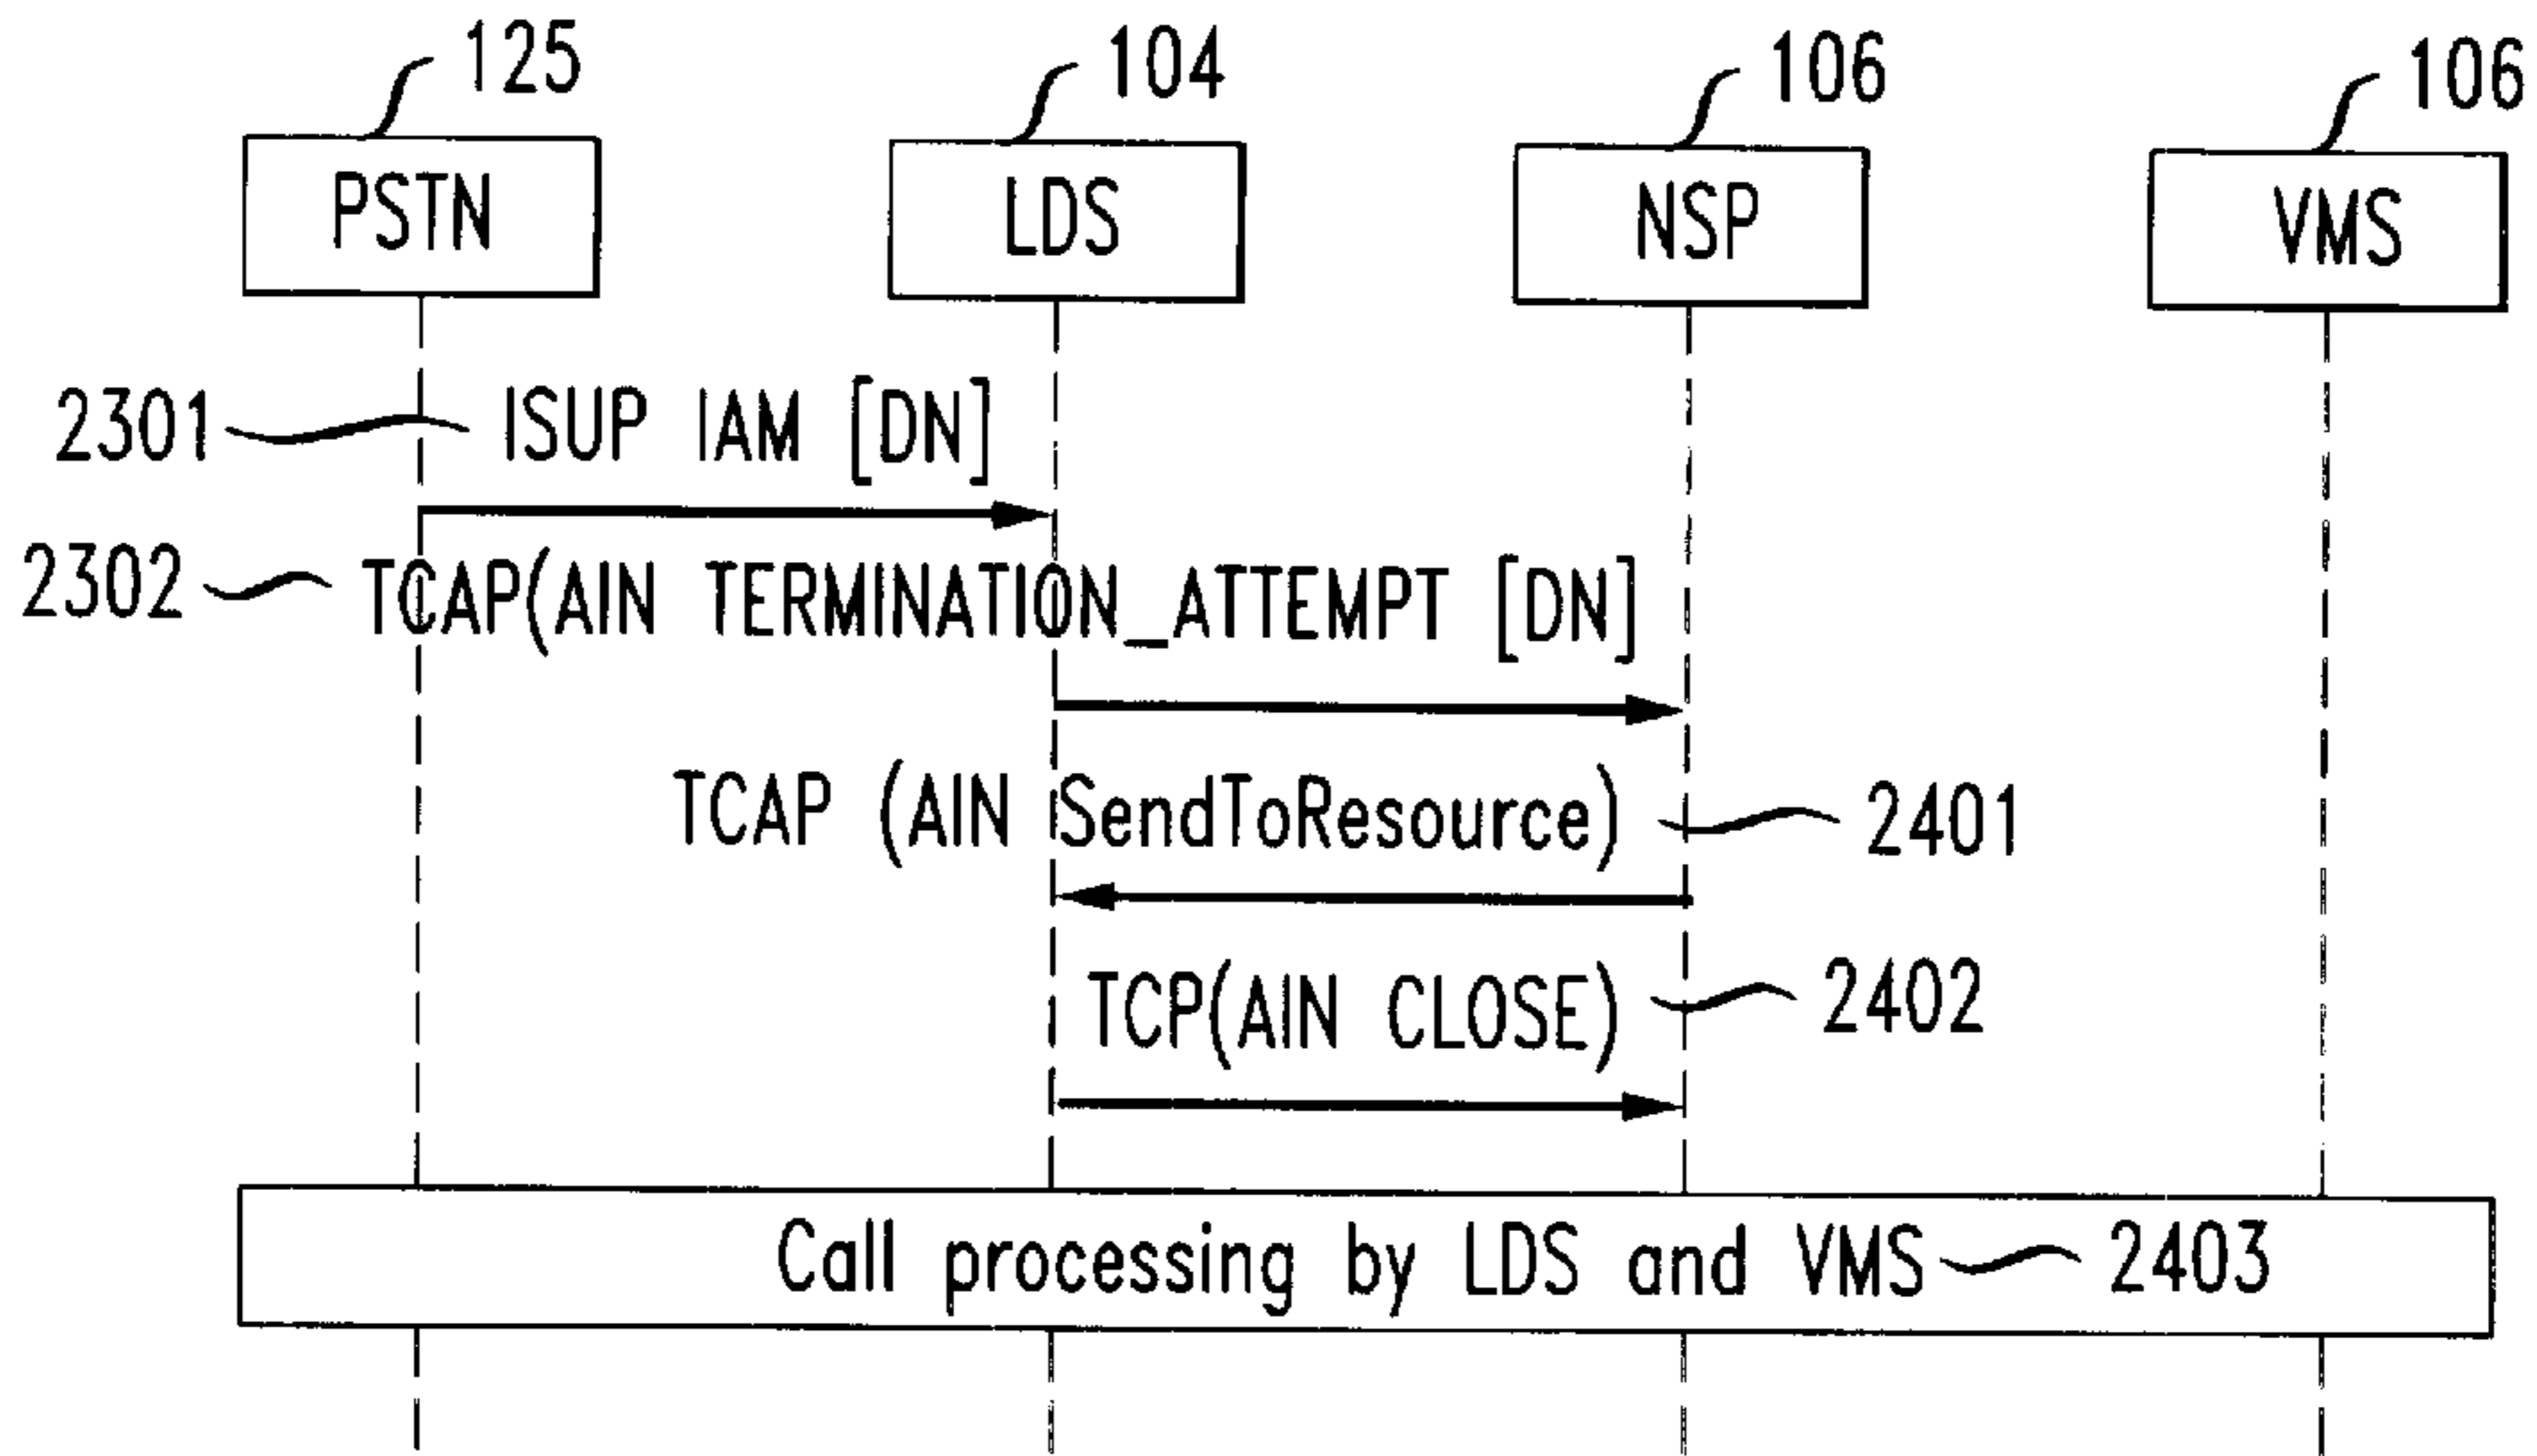 125 104 106 106
PSTN LDS NSP VMS
2301 ISUP IAM [DN]
2302 TCAP(AIN TERMINATION_ATTEMPT [DN]
TCAP (AIN SendToResource) 2401
TCP(AIN CLOSE) 2402
Call processing by LDS and VMS 2403